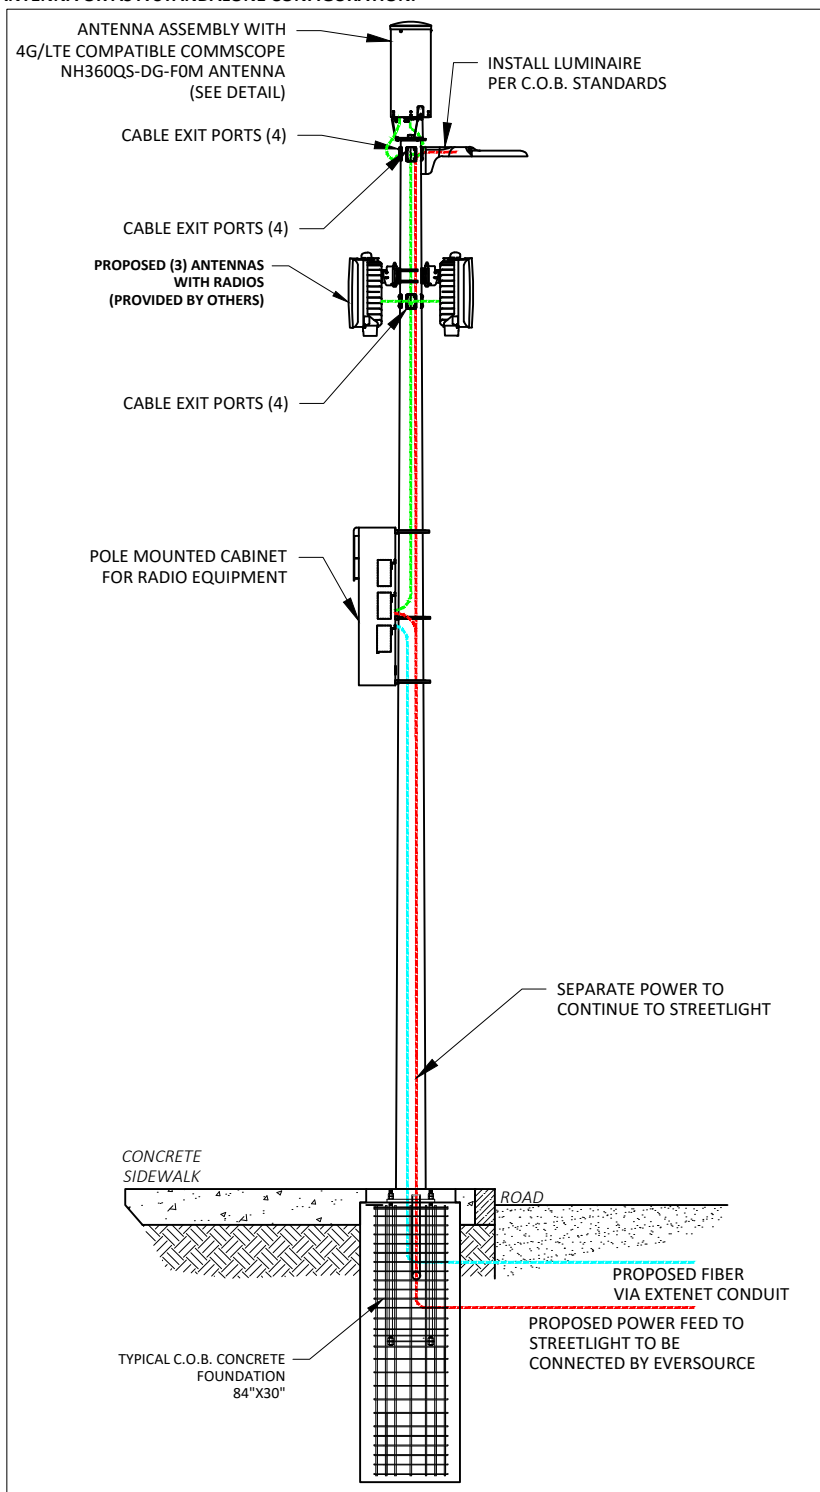 ANTENNA ASSEMBLY WITH
4G/LTE COMPATIBLE COMMSCOPE
NH360QS-DG-F0M ANTENNA
(SEE DETAIL)
INSTALL LUMINAIRE
PER C.O.B. STANDARDS
CABLE EXIT PORTS (4)
CABLE EXIT PORTS (4)
PROPOSED (3) ANTENNAS
WITH RADIOS
(PROVIDED BY OTHERS)
CABLE EXIT PORTS (4)
POLE MOUNTED CABINET
FOR RADIO EQUIPMENT
SEPARATE POWER TO
CONTINUE TO STREETLIGHT
CONCRETE
SIDEWALK
ROAD
PROPOSED FIBER
VIA EXTENET CONDUIT
PROPOSED POWER FEED TO
STREETLIGHT TO BE
CONNECTED BY EVERSOURCE
TYPICAL C.O.B. CONCRETE
FOUNDATION
84"X30"